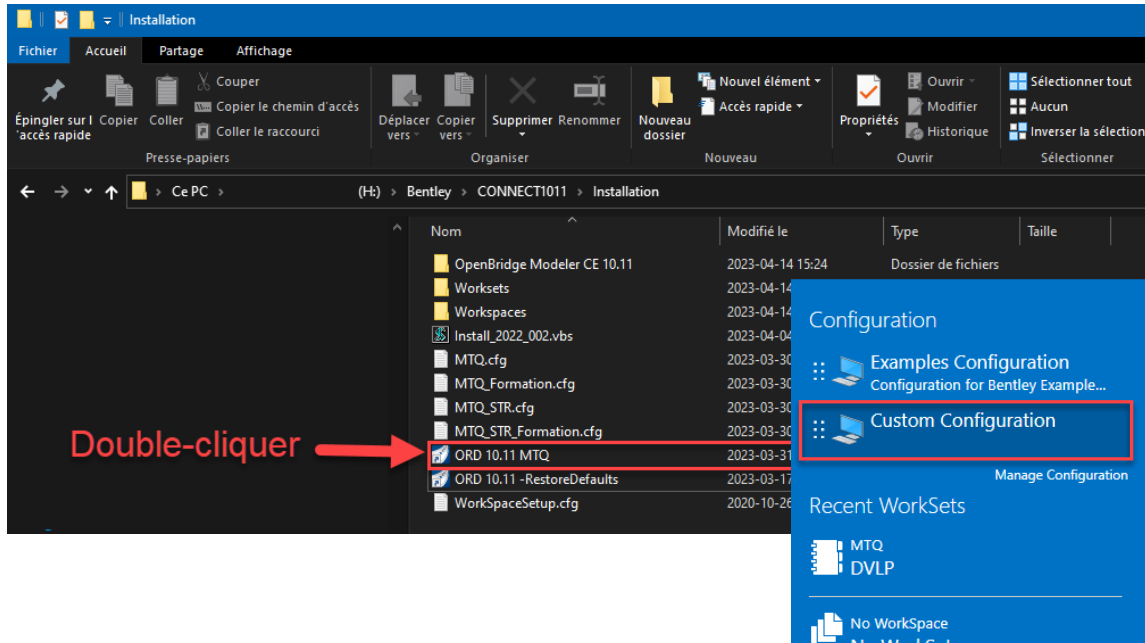 Installation
Fichier Accueil Partage Affichage
Épingler sur l'accès rapide
Copier
Coller
Couper
Copier le chemin d'accès
Coller le raccourci
Presse-papiers
Déplacer vers
Copier vers
Supprimer
Renommer
Organiser
Nouveau dossier
Nouvel élément
Accès rapide
Nouveau
Propriétés
Ouvrir
Modifier
Historique
Ouvrir
Sélectionner tout
Aucun
Inverser la sélection
Sélectionner
Ce PC > (H:) > Bentley > CONNECT1011 > Installation
Nom Modifié le Type Taille
OpenBridge Modeler CE 10.11 2023-04-14 15:24 Dossier de fichiers
Worksets 2023-04-14
Workspaces 2023-04-14
Install_2022_002.vbs 2023-04-04
MTQ.cfg 2023-03-30
MTQ_Formation.cfg 2023-03-30
MTQ_STR.cfg 2023-03-30
MTQ_STR_Formation.cfg 2023-03-30
ORD 10.11 MTQ 2023-03-31
ORD 10.11 -RestoreDefaults 2023-03-17
WorkSpaceSetup.cfg 2020-10-26
Double-cliquer
Configuration
Examples Configuration
Configuration for Bentley Example...
Custom Configuration
Manage Configuration
Recent WorkSets
MTQ
DVLP
No WorkSpace